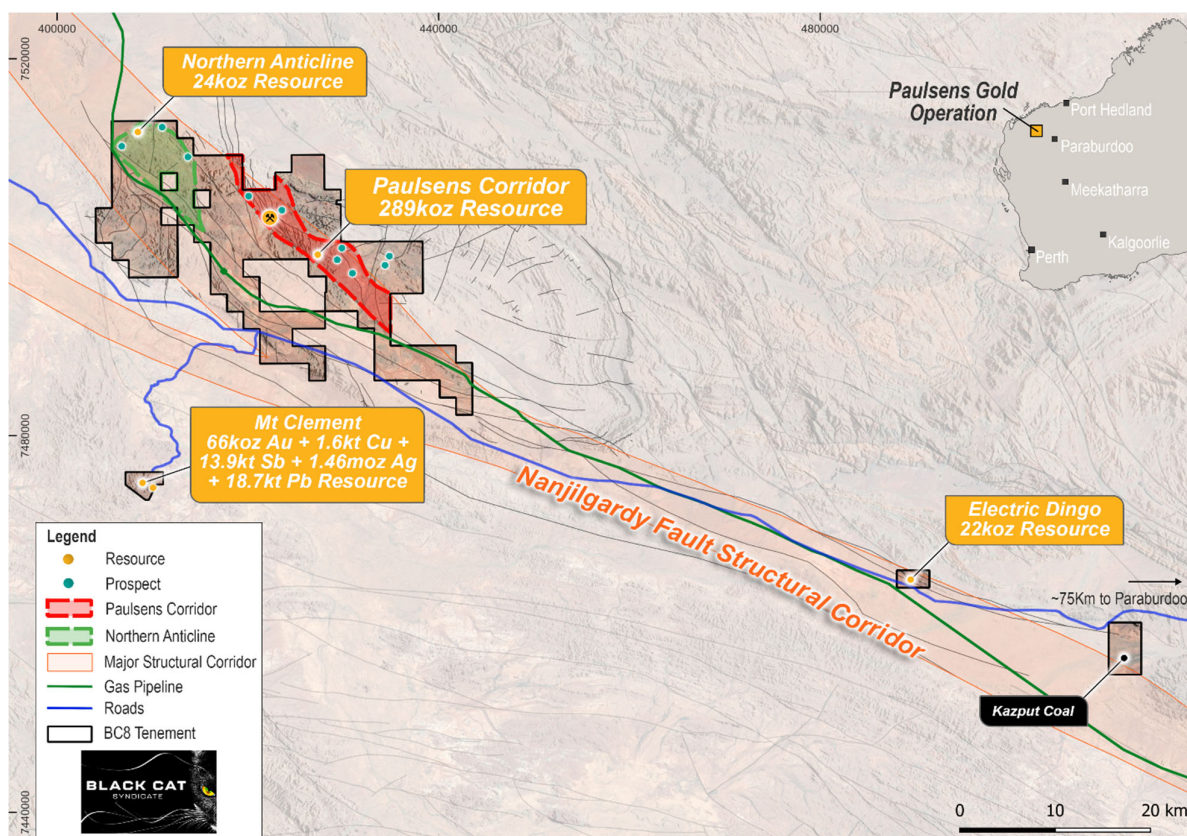 400000
440000
480000
7520000
7480000
7440000
Northern Anticline
24koz Resource
Paulsens Corridor
289koz Resource
Paulsens Gold
Operation
Port Hedland
Paraburdoo
Meekatharra
Kalgoorlie
Perth
Mt Clement
66koz Au + 1.6kt Cu +
13.9kt Sb + 1.46moz Ag
+ 18.7kt Pb Resource
Nanjilgardy Fault Structural Corridor
Electric Dingo
22koz Resource
~75Km to Paraburdoo
Kazput Coal
Legend
Resource
Prospect
Paulsens Corridor
Northern Anticline
Major Structural Corridor
Gas Pipeline
Roads
BC8 Tenement
BLACK CAT
SYNDICATE
0 10 20 km